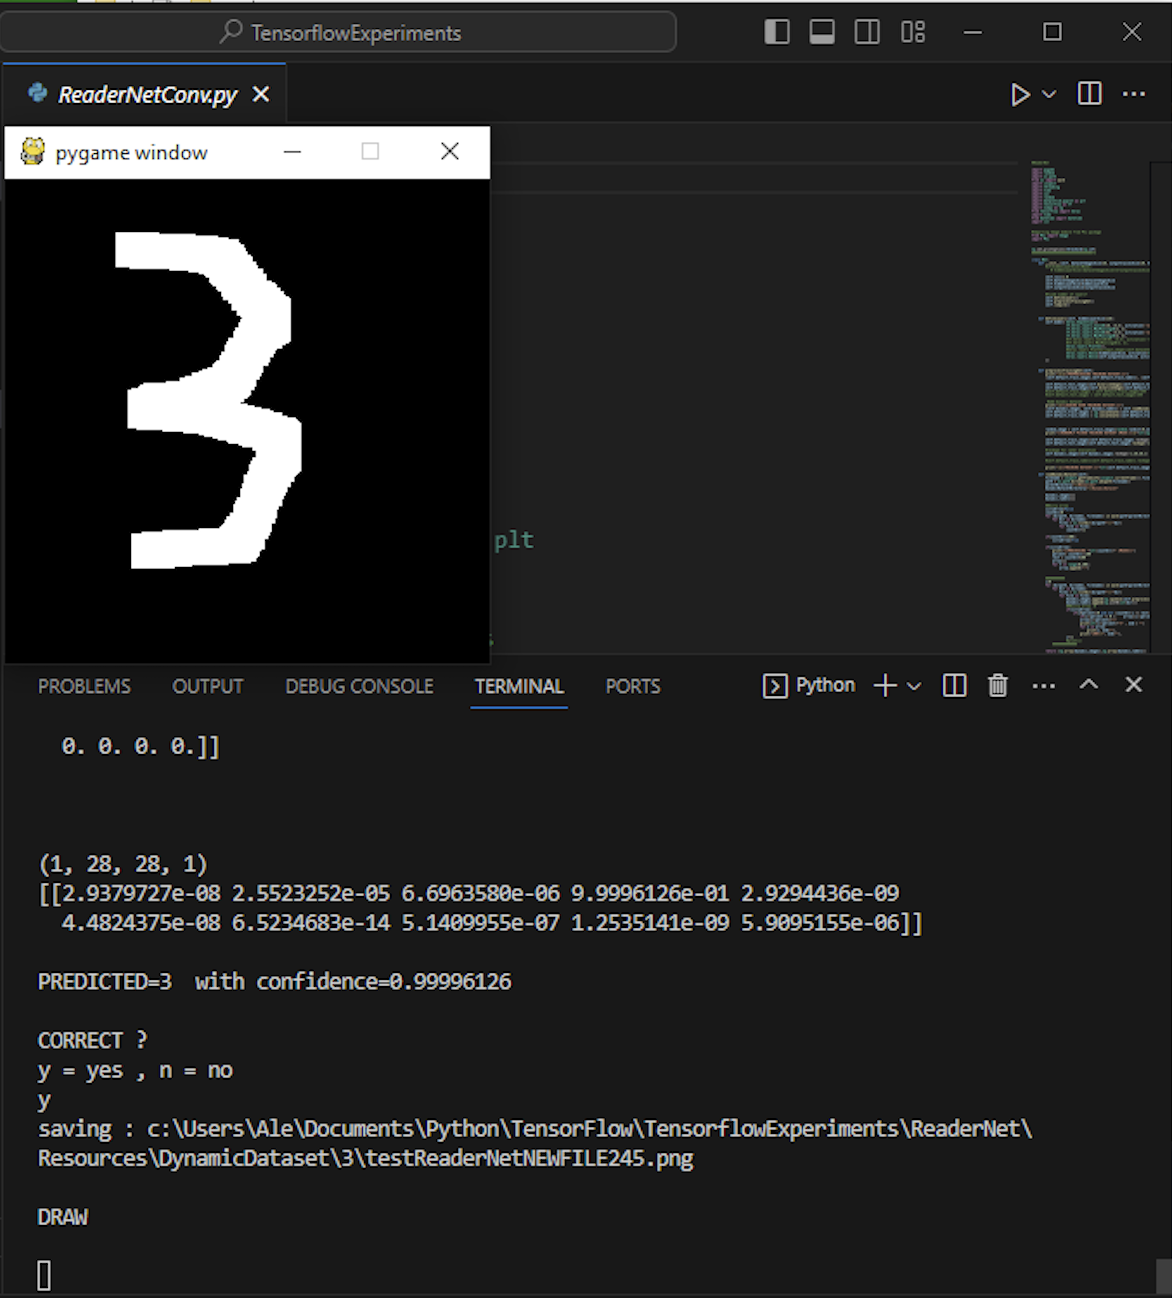 TensorflowExperiments
ReaderNetConv.py
pygame window
3
plt
PROBLEMS OUTPUT DEBUG CONSOLE TERMINAL PORTS Python
0. 0. 0. 0.]]
(1, 28, 28, 1)
[[2.9379727e-08 2.5523252e-05 6.6963580e-06 9.9996126e-01 2.9294436e-09
4.4824375e-08 6.5234683e-14 5.1409955e-07 1.2535141e-09 5.9095155e-06]]
PREDICTED=3 with confidence=0.99996126
CORRECT ?
y = yes , n = no
y
saving : c:\Users\Ale\Documents\Python\TensorFlow\TensorflowExperiments\ReaderNet\
Resources\DynamicDataset\3\testReaderNetNEWFILE245.png
DRAW